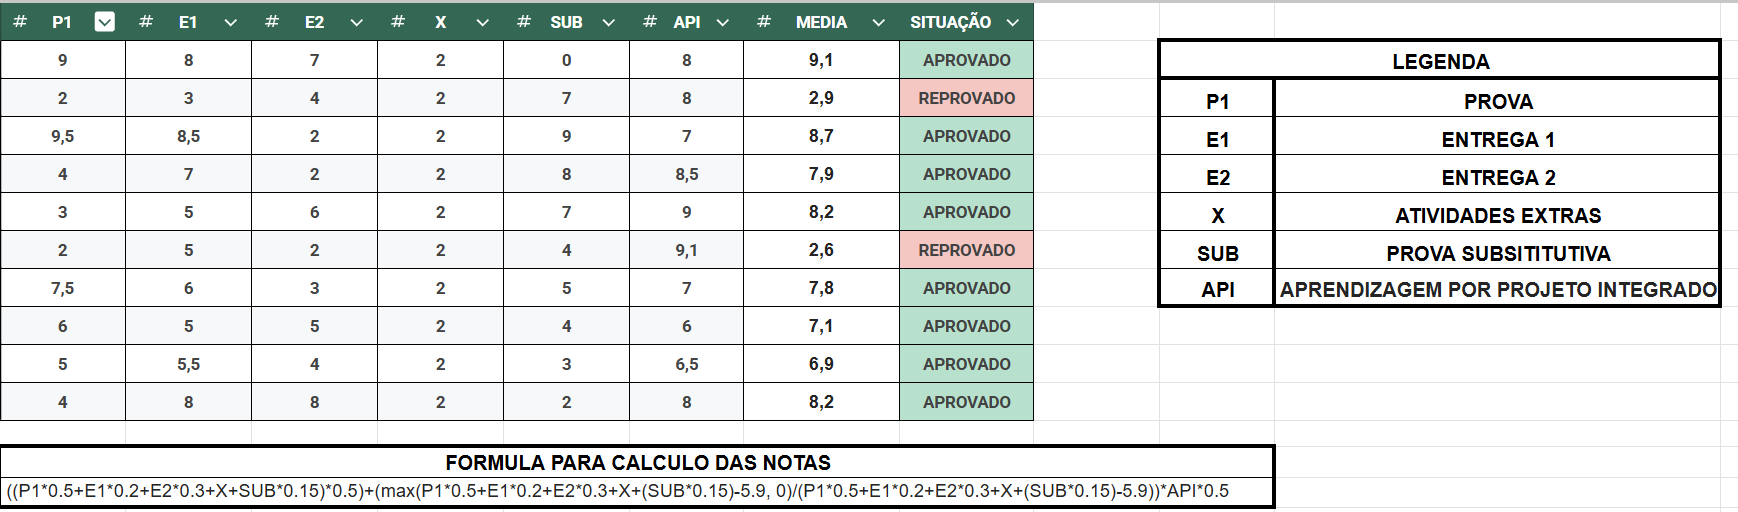 # P1 # E1 # E2 # X # SUB # API # MEDIA SITUAÇÃO
9 8 7 2 0 8 9,1 APROVADO
2 3 4 2 7 8 2,9 REPROVADO
9,5 8,5 2 2 9 7 8,7 APROVADO
4 7 2 2 8 8,5 7,9 APROVADO
3 5 6 2 7 9 8,2 APROVADO
2 5 2 2 4 9,1 2,6 REPROVADO
7,5 6 3 2 5 7 7,8 APROVADO
6 5 5 2 4 6 7,1 APROVADO
5 5,5 4 2 3 6,5 6,9 APROVADO
4 8 8 2 2 8 8,2 APROVADO
LEGENDA
P1 PROVA
E1 ENTREGA 1
E2 ENTREGA 2
X ATIVIDADES EXTRAS
SUB PROVA SUBSITITUTIVA
API APRENDIZAGEM POR PROJETO INTEGRADO
FORMULA PARA CALCULO DAS NOTAS
((P1*0.5+E1*0.2+E2*0.3+X+SUB*0.15)*0.5)+(max(P1*0.5+E1*0.2+E2*0.3+X+(SUB*0.15)-5.9, 0)/(P1*0.5+E1*0.2+E2*0.3+X+(SUB*0.15)-5.9))*API*0.5